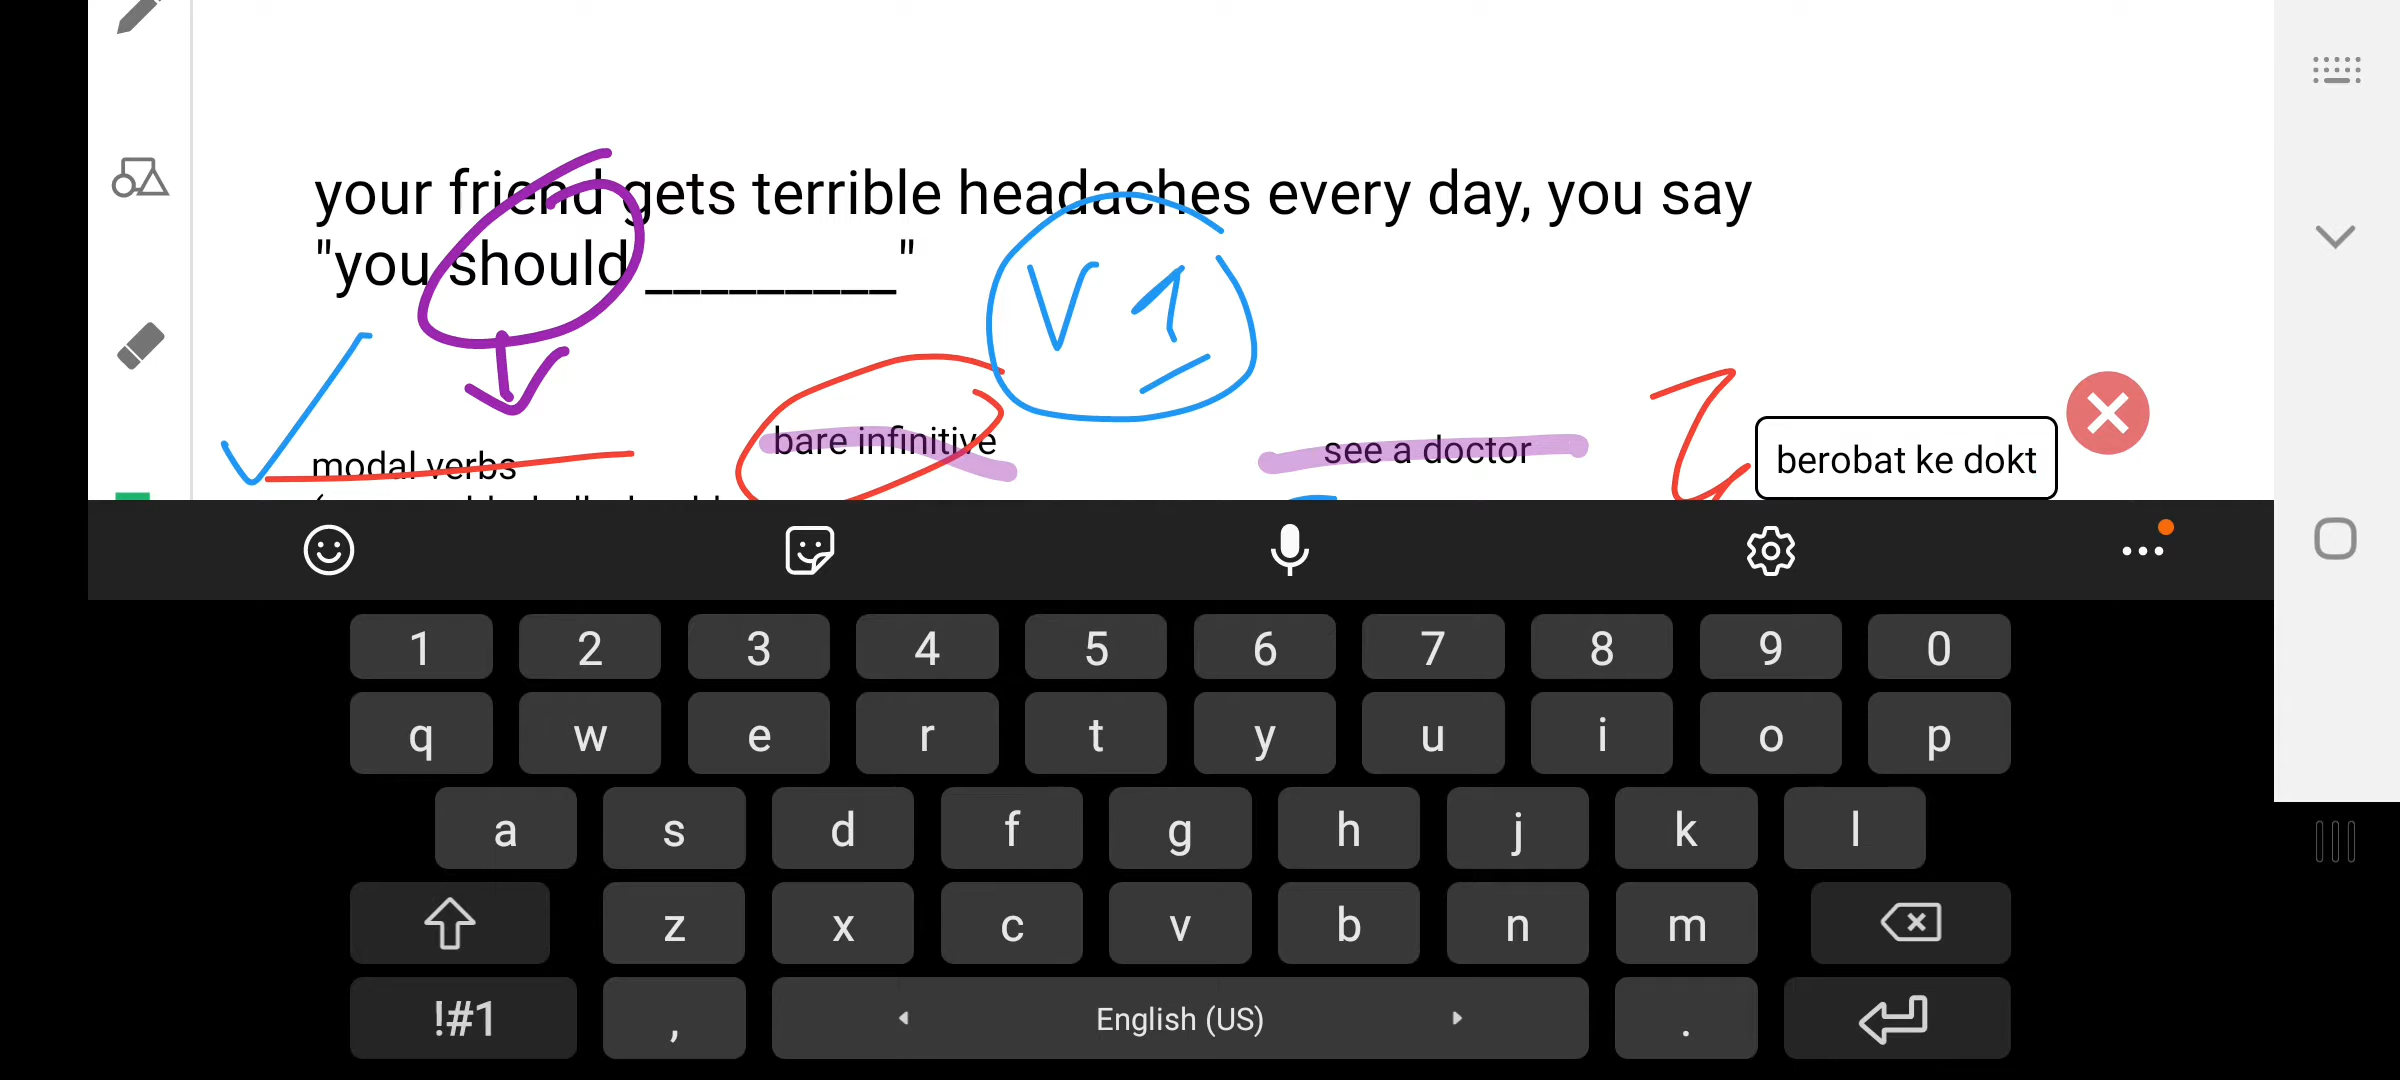 your friend gets terrible headaches every day, you say
"you should _________"
V 1
modal verbs
bare infinitive
see a doctor
berobat ke dokt
1 2 3 4 5 6 7 8 9 0
q w e r t y u i o p
a s d f g h j k l
z x c v b n m
!#1 , English (US) .